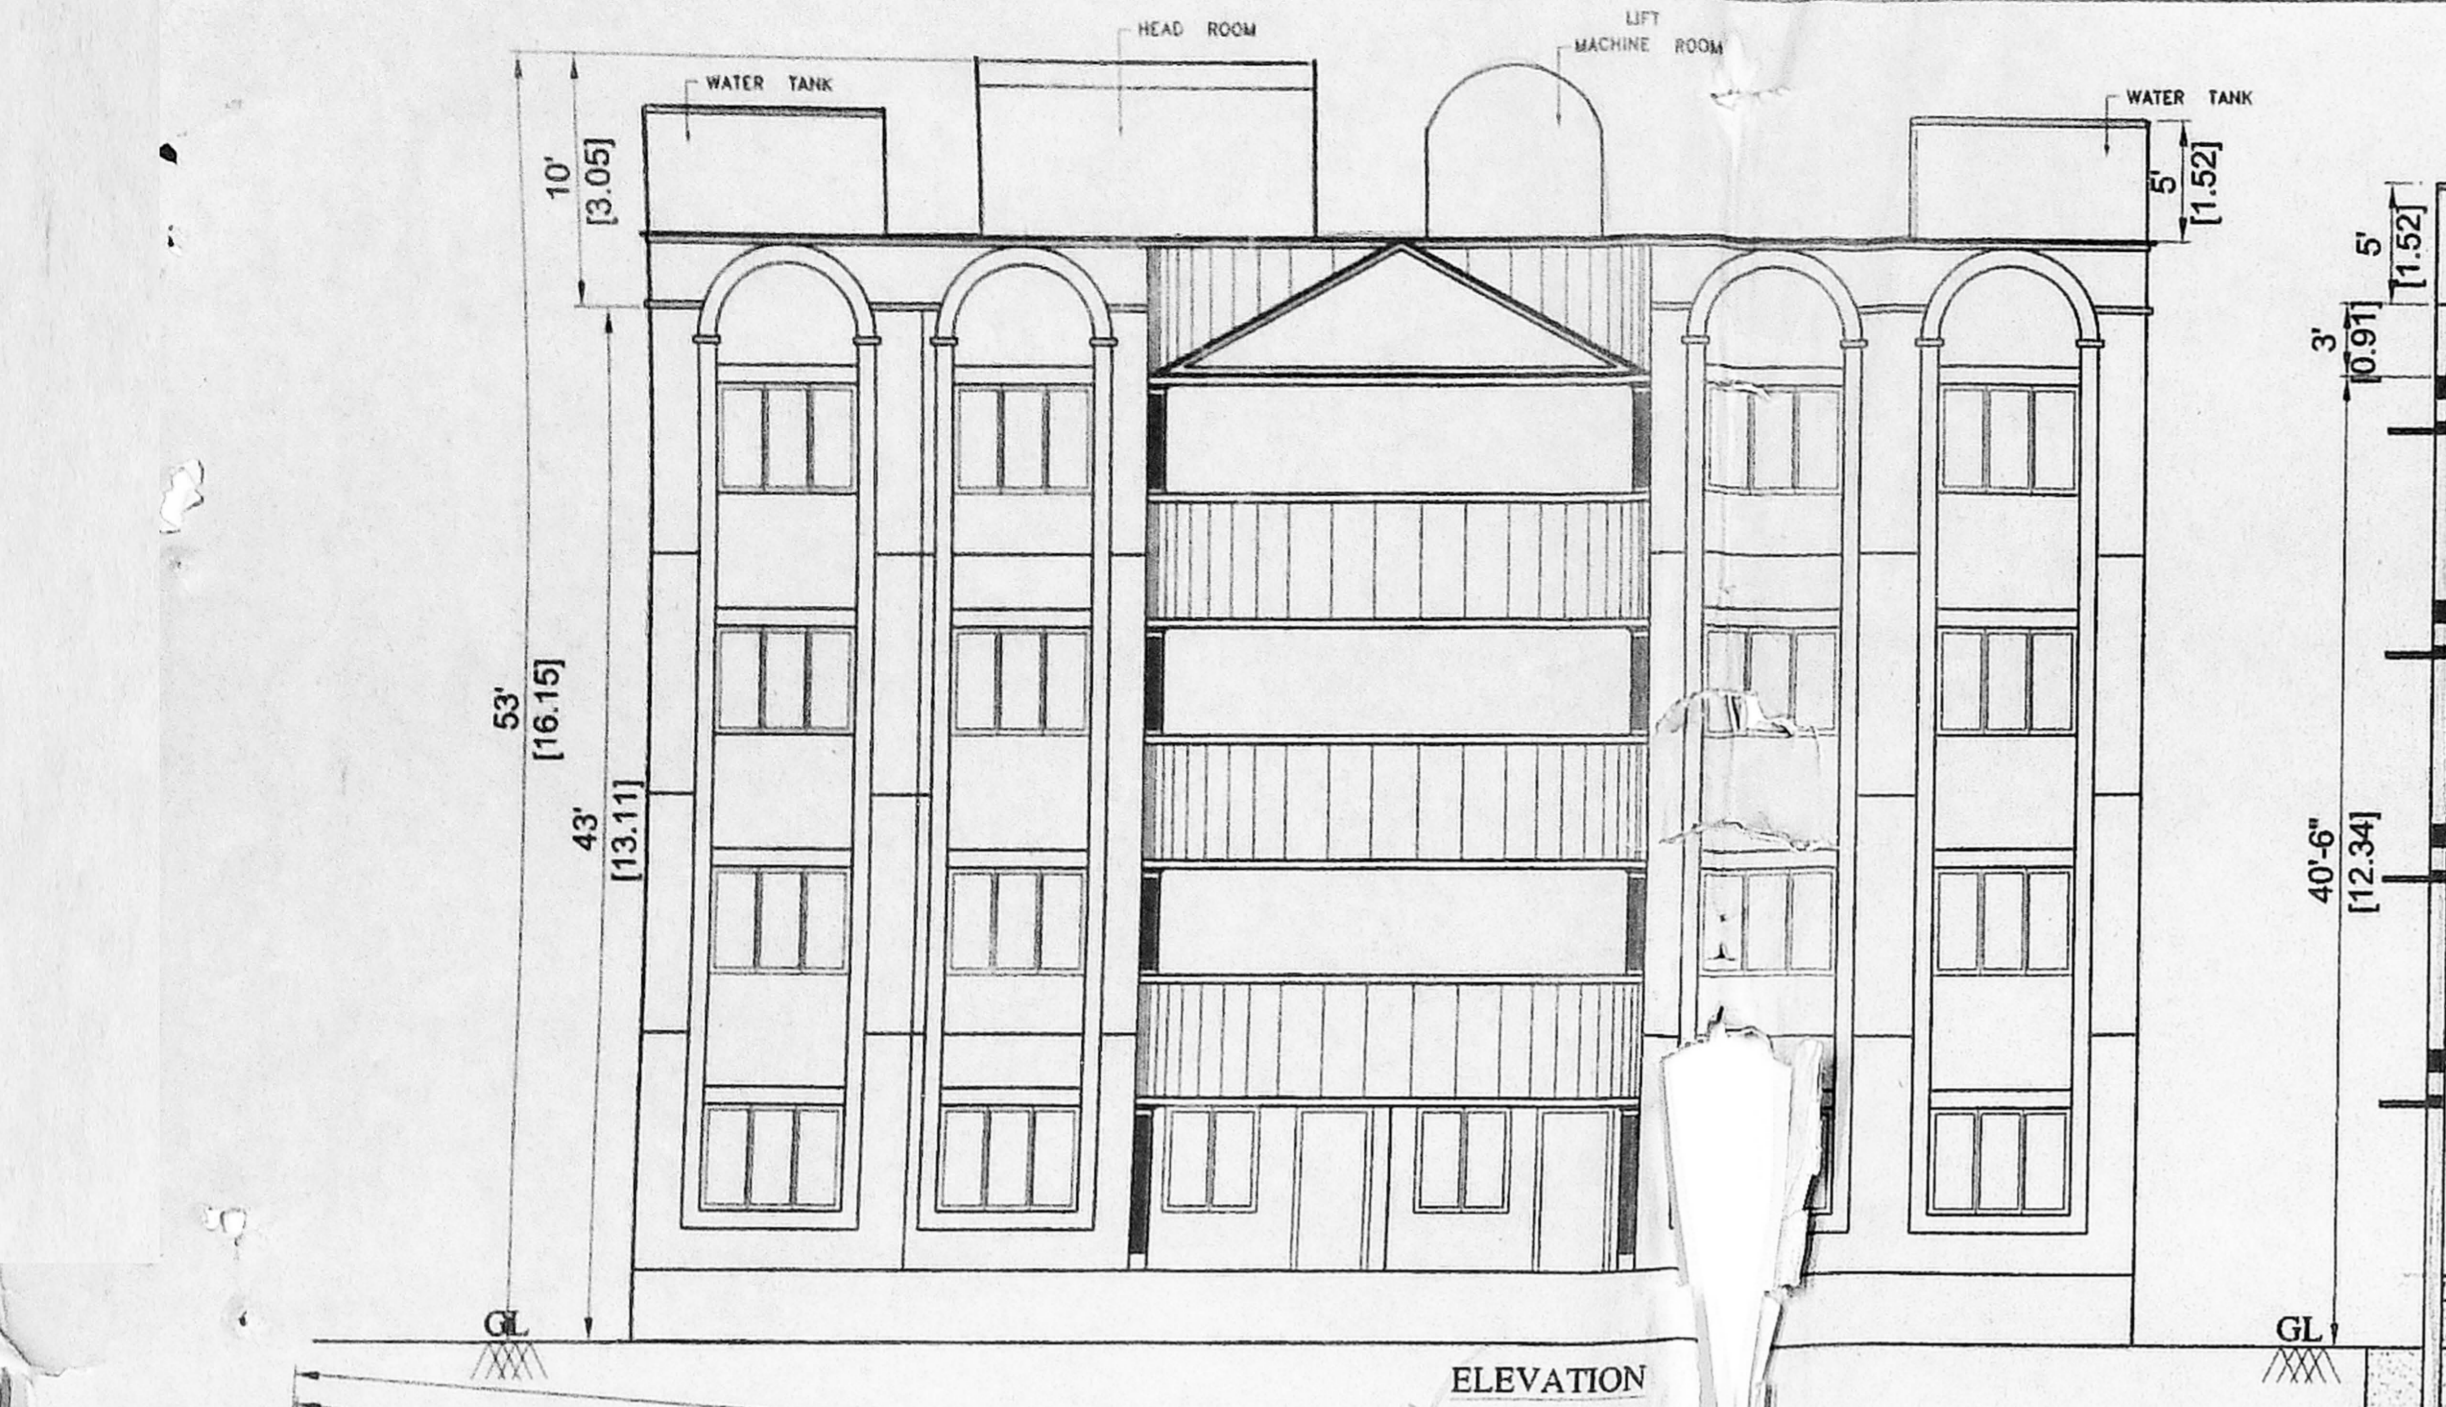 HEAD ROOM
LIFT
MACHINE ROOM
WATER TANK
WATER TANK
10'
[3.05]
5'
[1.52]
5'
[1.52]
3'
[0.91]
53'
[16.15]
43'
[13.11]
40'-6"
[12.34]
GL
GL
ELEVATION